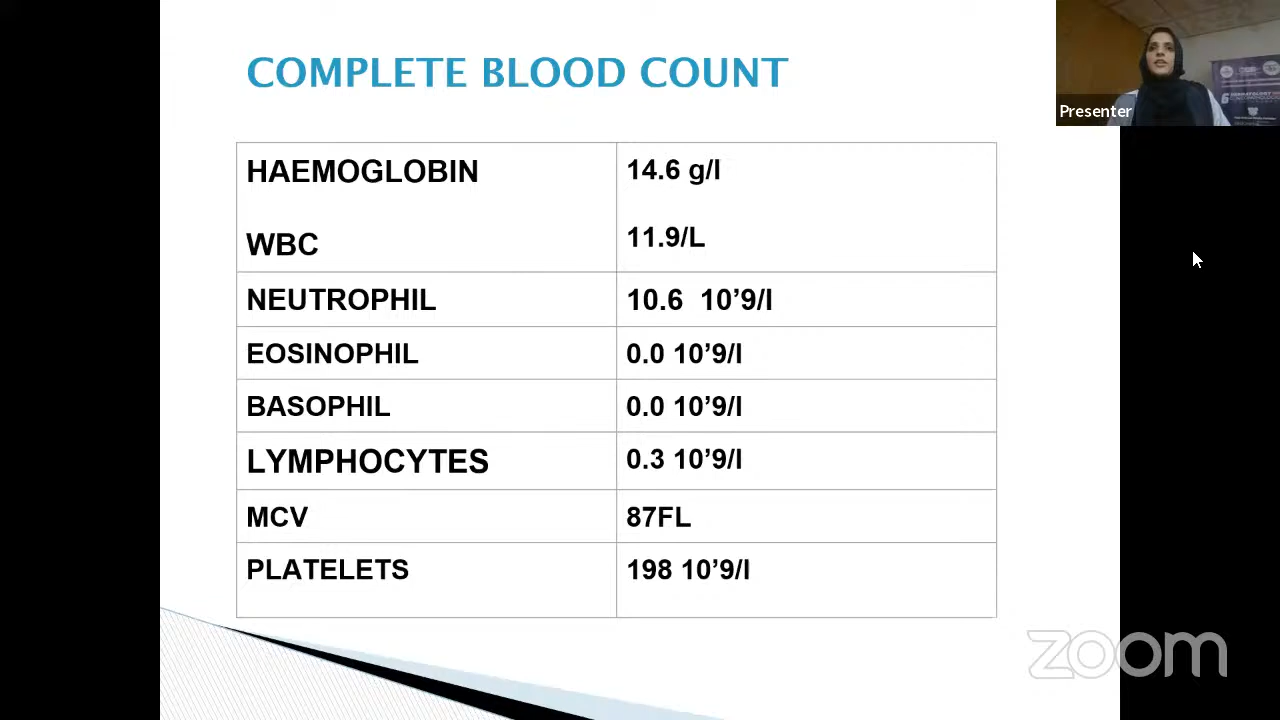 COMPLETE BLOOD COUNT
Presenter
HAEMOGLOBIN 14.6 g/l
WBC 11.9/L
NEUTROPHIL 10.6 10’9/l
EOSINOPHIL 0.0 10’9/l
BASOPHIL 0.0 10’9/l
LYMPHOCYTES 0.3 10’9/l
MCV 87FL
PLATELETS 198 10’9/l
zoom